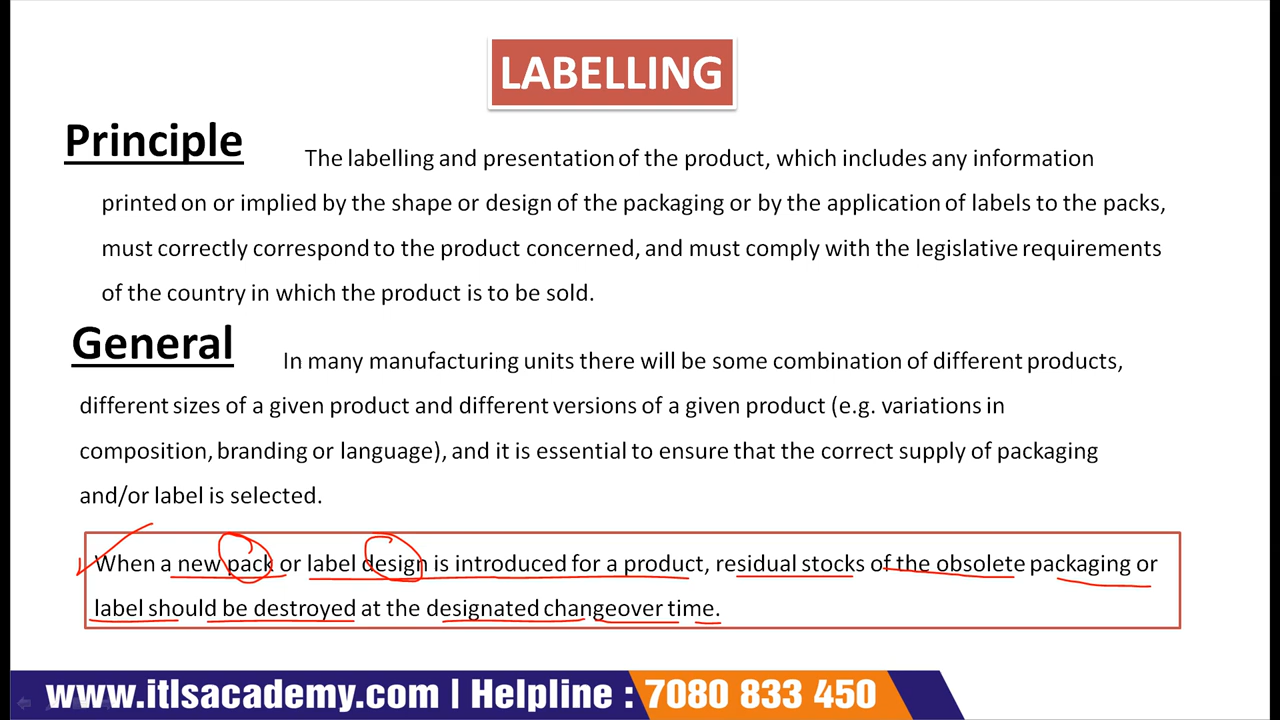 LABELLING
Principle
The labelling and presentation of the product, which includes any information
printed on or implied by the shape or design of the packaging or by the application of labels to the packs,
must correctly correspond to the product concerned, and must comply with the legislative requirements
of the country in which the product is to be sold.
General
In many manufacturing units there will be some combination of different products,
different sizes of a given product and different versions of a given product (e.g. variations in
composition, branding or language), and it is essential to ensure that the correct supply of packaging
and/or label is selected.
When a new pack or label design is introduced for a product, residual stocks of the obsolete packaging or
label should be destroyed at the designated changeover time.
www.itlsacademy.com | Helpline : 7080 833 450